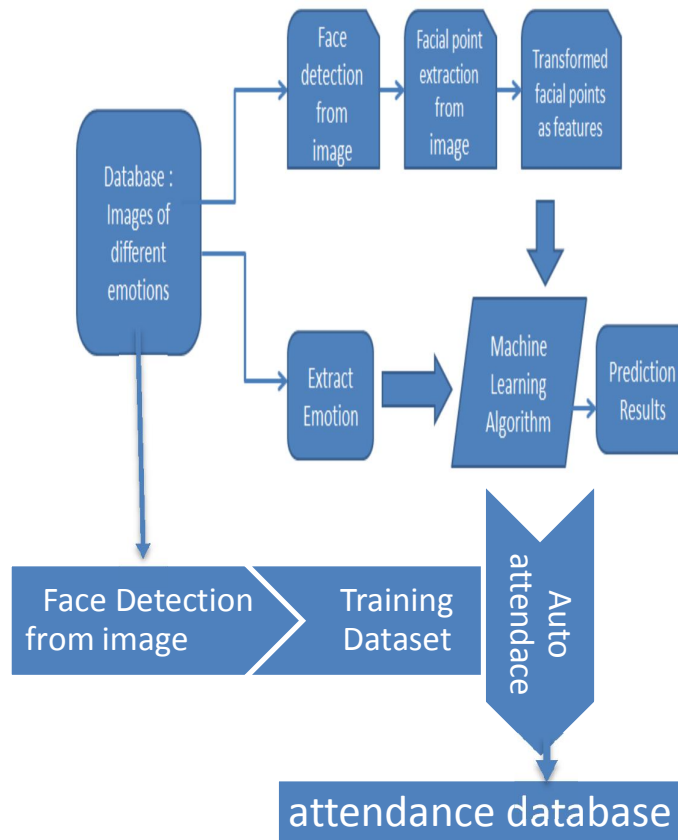 Face
detection
from
image
Facial point
extraction
from
image
Transformed
facial points
as features
Database :
Images of
different
emotions
Extract
Emotion
Machine
Learning
Algorithm
Prediction
Results
Face Detection
from image
Training
Dataset
Auto
attendace
attendance database